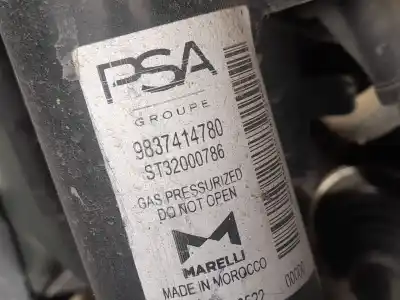 PSA
GROUPE
9837414780
ST32000786
GAS PRESSURIZED
DO NOT OPEN
MARELLI
MADE IN MOROCCO